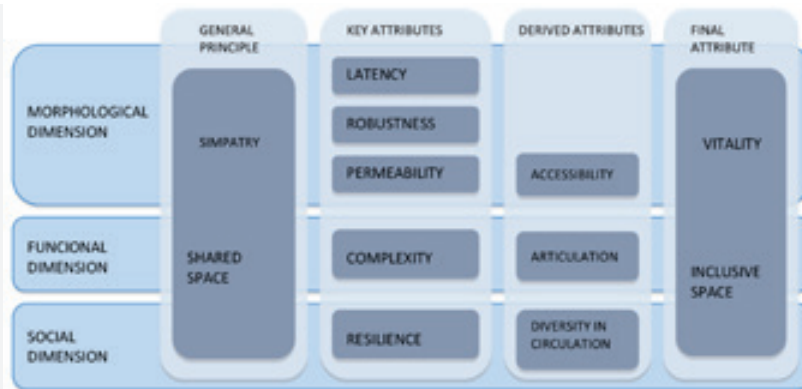 GENERAL
PRINCIPLE
KEY ATTRIBUTES
DERIVED ATTRIBUTES
FINAL
ATTRIBUTE
MORPHOLOGICAL
DIMENSION
SIMPATRY
LATENCY
ROBUSTNESS
PERMEABILITY
ACCESSIBILITY
VITALITY
FUNCIONAL
DIMENSION
SHARED
SPACE
COMPLEXITY
ARTICULATION
INCLUSIVE
SPACE
SOCIAL
DIMENSION
RESILIENCE
DIVERSITY IN
CIRCULATION